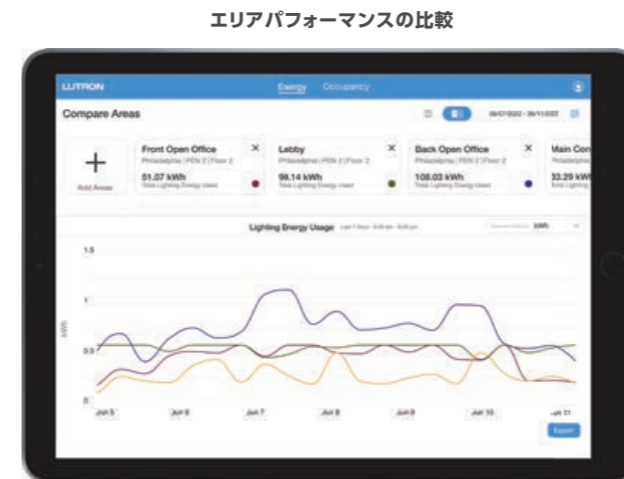 エリアパフォーマンスの比較
LUTRON
Energy
Occupancy
Compare Areas
Front Open Office
Philadelphia | PEN 2 | Floor 2
51.07 kWh
Total Lighting Energy Used
Lobby
Philadelphia | PEN 2 | Floor 2
99.14 kWh
Total Lighting Energy Used
Back Open Office
Philadelphia | PEN 2 | Floor 2
108.03 kWh
Total Lighting Energy Used
Main Con
33.29 kWh
Add Areas
Lighting Energy Usage
kWh
1.5
1
0.5
0
kWh
Jun 5
Jun 6
Jun 7
Jun 8
Jun 9
Jun 10
Jun 11
Export